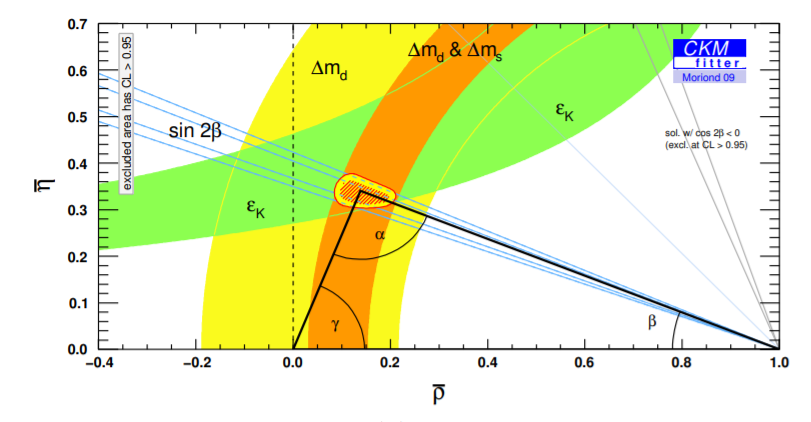 0.7
0.6
0.5
0.4
0.3
0.2
0.1
0.0
η̅
excluded area has CL > 0.95
Δm_d
Δm_d & Δm_s
CKM
fitter
Moriond 09
sin 2β
ε_K
sol. w/ cos 2β < 0
(excl. at CL > 0.95)
ε_K
α
γ
β
−0.4 −0.2 0.0 0.2 0.4 0.6 0.8 1.0
ρ̅